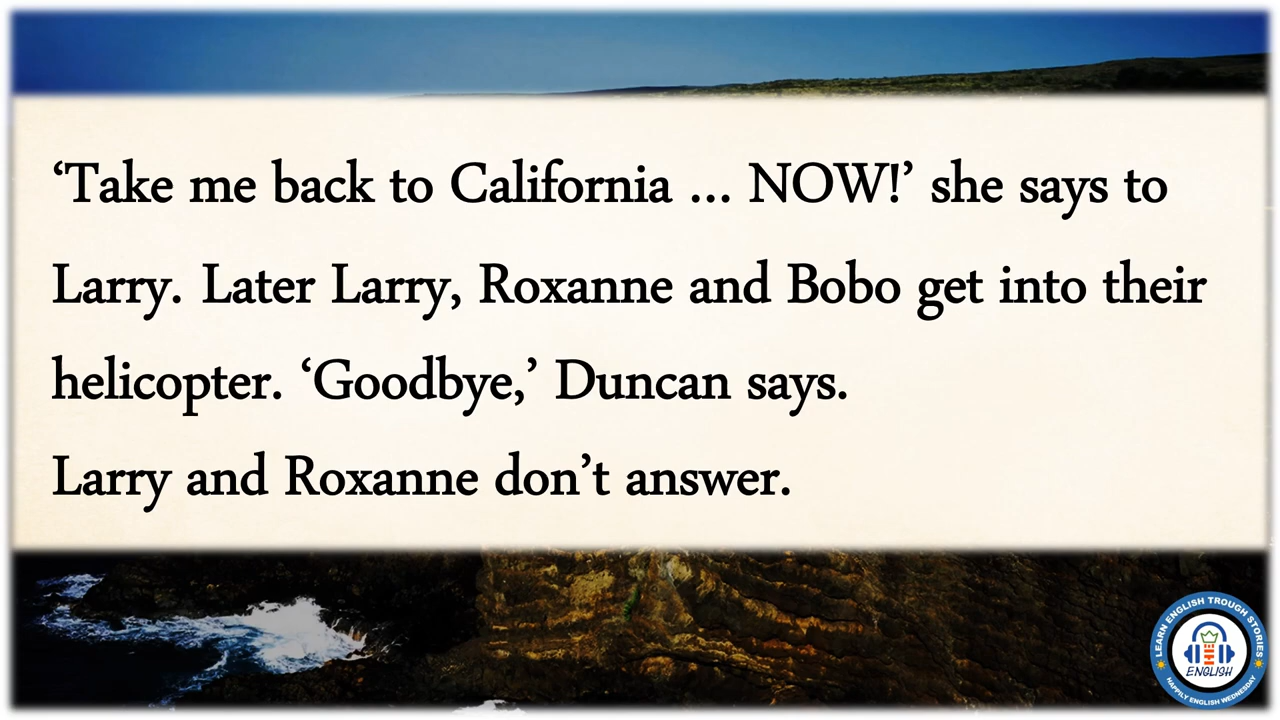 ‘Take me back to California ... NOW!’ she says to
Larry. Later Larry, Roxanne and Bobo get into their
helicopter. ‘Goodbye,’ Duncan says.
Larry and Roxanne don’t answer.
LEARN ENGLISH TROUGH STORIES
ENGLISH
HAPPILY ENGLISH WEDNESDAY